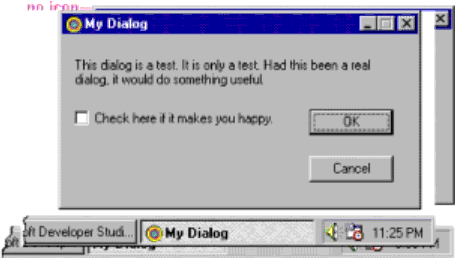 no icon
My Dialog
This dialog is a test. It is only a test. Had this been a real
dialog, it would do something useful.
Check here if it makes you happy.
OK
Cancel
oft Developer Studi...
My Dialog
11:25 PM